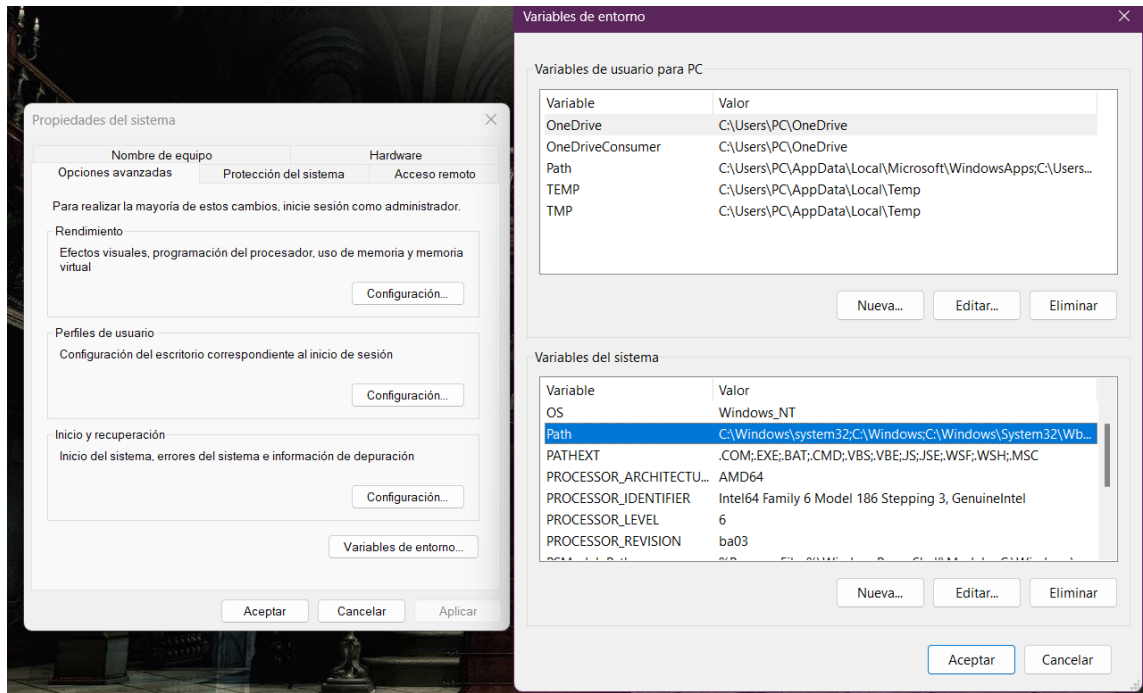 Propiedades del sistema
Nombre de equipo
Hardware
Opciones avanzadas
Protección del sistema
Acceso remoto
Para realizar la mayoría de estos cambios, inicie sesión como administrador.
Rendimiento
Efectos visuales, programación del procesador, uso de memoria y memoria
virtual
Configuración...
Perfiles de usuario
Configuración del escritorio correspondiente al inicio de sesión
Configuración...
Inicio y recuperación
Inicio del sistema, errores del sistema e información de depuración
Configuración...
Variables de entorno...
Aceptar Cancelar Aplicar
Variables de entorno
Variables de usuario para PC
Variable Valor
OneDrive C:\Users\PC\OneDrive
OneDriveConsumer C:\Users\PC\OneDrive
Path C:\Users\PC\AppData\Local\Microsoft\WindowsApps;C:\Users...
TEMP C:\Users\PC\AppData\Local\Temp
TMP C:\Users\PC\AppData\Local\Temp
Nueva... Editar... Eliminar
Variables del sistema
Variable Valor
OS Windows_NT
Path C:\Windows\system32;C:\Windows;C:\Windows\System32\Wb...
PATHEXT .COM;.EXE;.BAT;.CMD;.VBS;.VBE;.JS;.JSE;.WSF;.WSH;.MSC
PROCESSOR_ARCHITECTU... AMD64
PROCESSOR_IDENTIFIER Intel64 Family 6 Model 186 Stepping 3, GenuineIntel
PROCESSOR_LEVEL 6
PROCESSOR_REVISION ba03
Nueva... Editar... Eliminar
Aceptar Cancelar